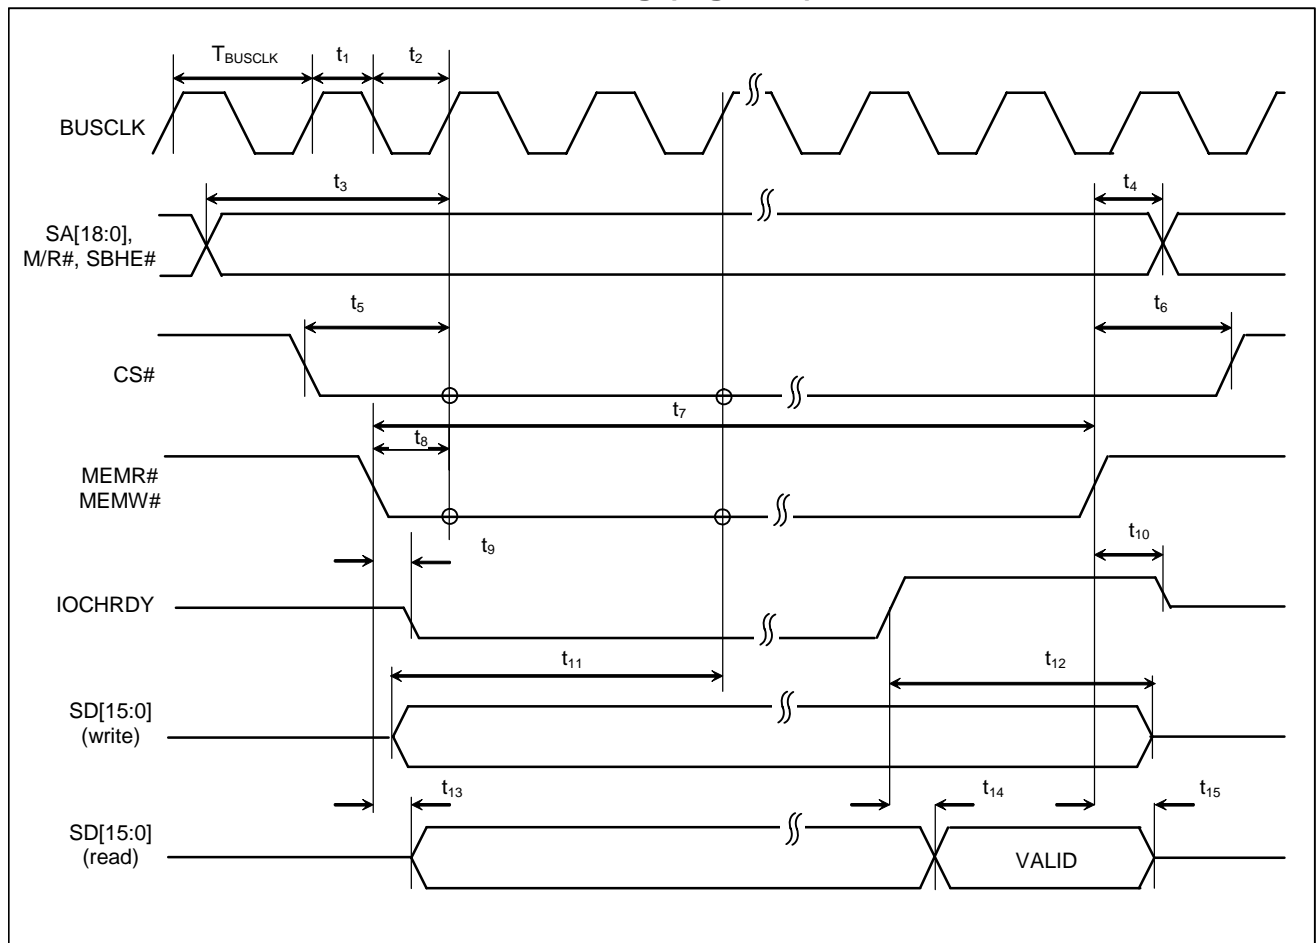 T_BUSCLK t₁ t₂
BUSCLK
t₃ t₄
SA[18:0],
M/R#, SBHE#
t₅ t₆
CS#
t₇
t₈
MEMR#
MEMW#
t₉ t₁₀
IOCHRDY
t₁₁ t₁₂
SD[15:0]
(write)
t₁₃ t₁₄ t₁₅
SD[15:0]
(read)
VALID